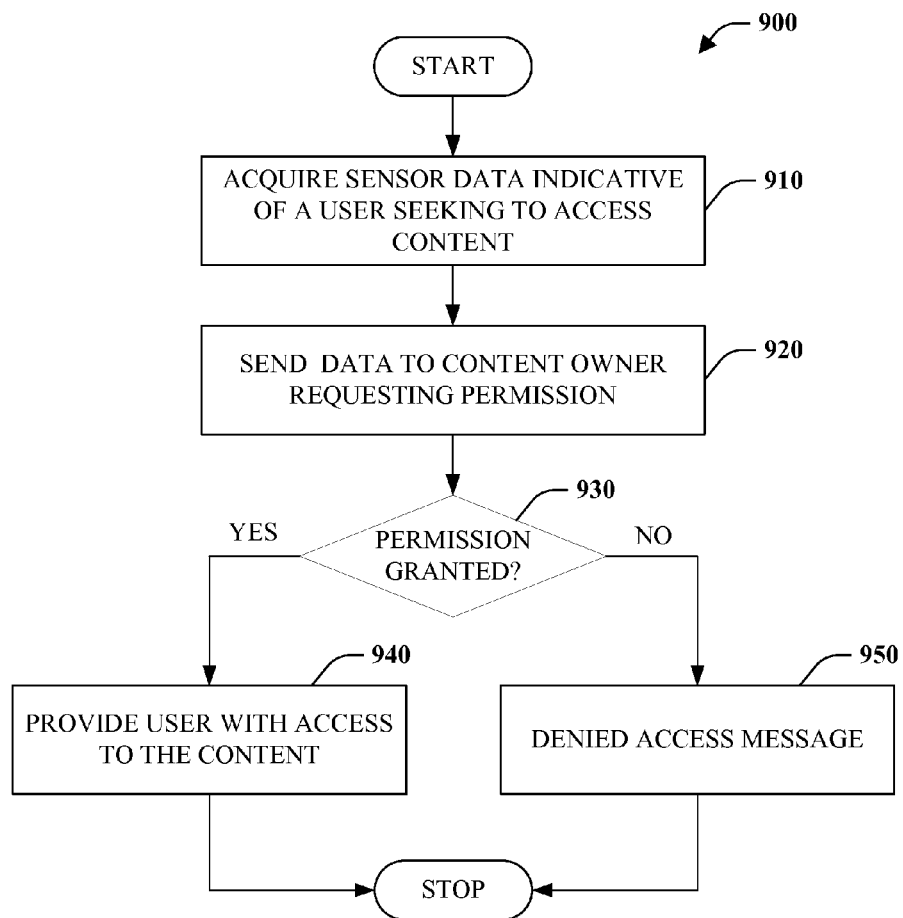 900
START
ACQUIRE SENSOR DATA INDICATIVE
OF A USER SEEKING TO ACCESS
CONTENT
910
SEND DATA TO CONTENT OWNER
REQUESTING PERMISSION
920
930
YES
PERMISSION
GRANTED?
NO
940
PROVIDE USER WITH ACCESS
TO THE CONTENT
950
DENIED ACCESS MESSAGE
STOP